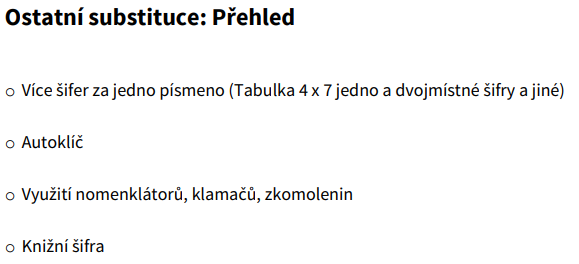 Ostatní substituce: Přehled
○ Více šifer za jedno písmeno (Tabulka 4 x 7 jedno a dvojmístné šifry a jiné)
○ Autoklíč
○ Využití nomenklátorů, klamačů, zkomolenin
○ Knižní šifra